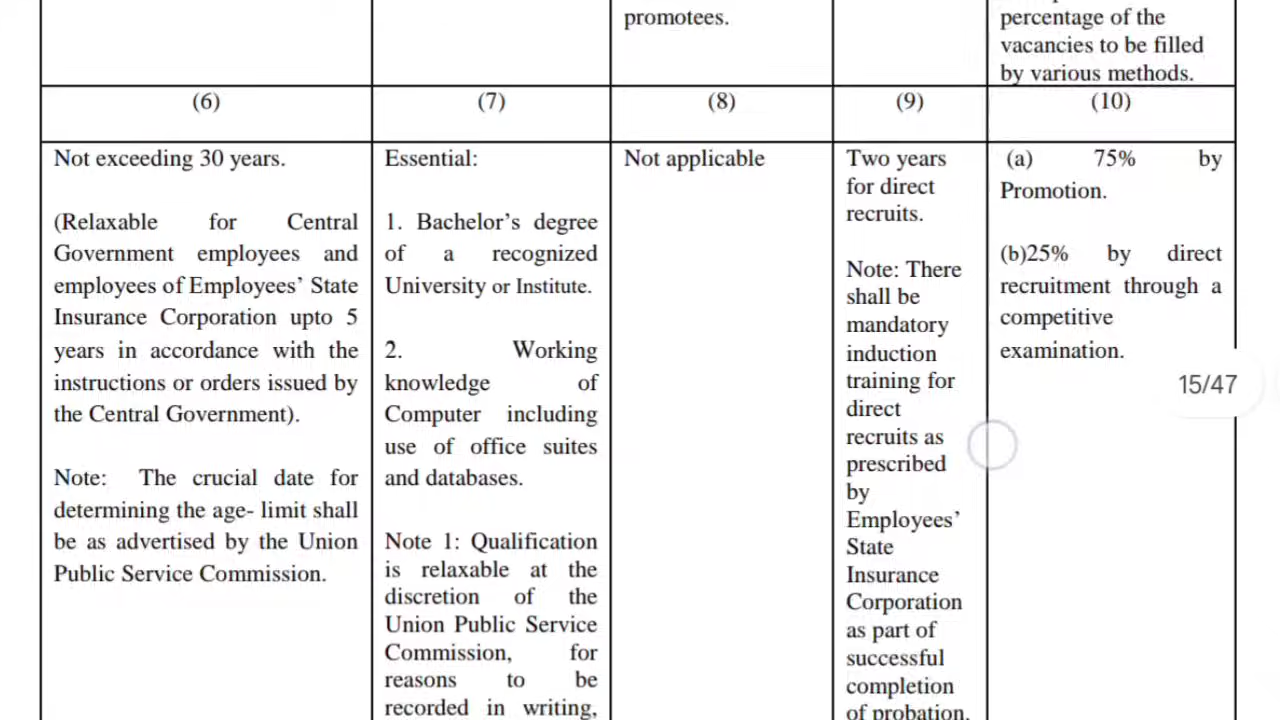 promotees.
percentage of the
vacancies to be filled
by various methods.
(6)
(7)
(8)
(9)
(10)
Not exceeding 30 years.
(Relaxable for Central
Government employees and
employees of Employees’ State
Insurance Corporation upto 5
years in accordance with the
instructions or orders issued by
the Central Government).
Note: The crucial date for
determining the age- limit shall
be as advertised by the Union
Public Service Commission.
Essential:
1. Bachelor’s degree
of a recognized
University or Institute.
2. Working
knowledge of
Computer including
use of office suites
and databases.
Note 1: Qualification
is relaxable at the
discretion of the
Union Public Service
Commission, for
reasons to be
recorded in writing,
Not applicable
Two years
for direct
recruits.
Note: There
shall be
mandatory
induction
training for
direct
recruits as
prescribed
by
Employees’
State
Insurance
Corporation
as part of
successful
completion
of probation.
(a) 75% by
Promotion.
(b)25% by direct
recruitment through a
competitive
examination.
15/47